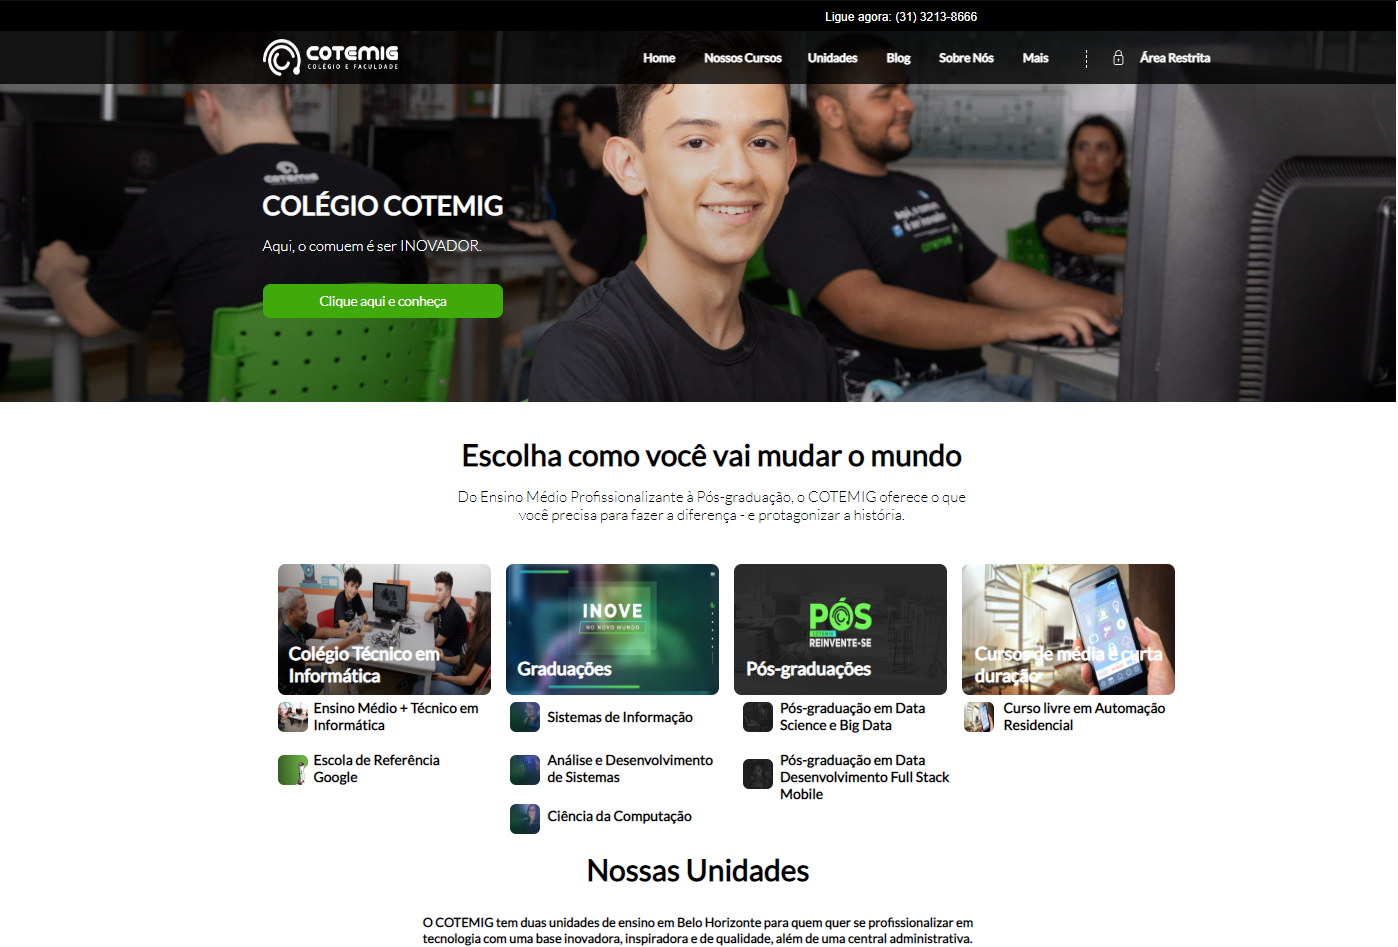 Ligue agora: (31) 3213-8666
COTEMIG
COLÉGIO E FACULDADE
Home
Nossos Cursos
Unidades
Blog
Sobre Nós
Mais
Área Restrita
COTEMIG
Aqui, o comum
é ser inovador
COTEMIG
COLÉGIO COTEMIG
Aqui, o comuem é ser INOVADOR.
Clique aqui e conheça
Escolha como você vai mudar o mundo
Do Ensino Médio Profissionalizante à Pós-graduação, o COTEMIG oferece o que
você precisa para fazer a diferença - e protagonizar a história.
Colégio Técnico em
Informática
INOVE
NO NOVO MUNDO
Graduações
PÓS
COTEMIG
REINVENTE-SE
Pós-graduações
Cursos de média e curta
duração
Ensino Médio + Técnico em
Informática
Escola de Referência
Google
Sistemas de Informação
Análise e Desenvolvimento
de Sistemas
Ciência da Computação
Pós-graduação em Data
Science e Big Data
Pós-graduação em Data
Desenvolvimento Full Stack
Mobile
Curso livre em Automação
Residencial
Nossas Unidades
O COTEMIG tem duas unidades de ensino em Belo Horizonte para quem quer se profissionalizar em
tecnologia com uma base inovadora, inspiradora e de qualidade, além de uma central administrativa.